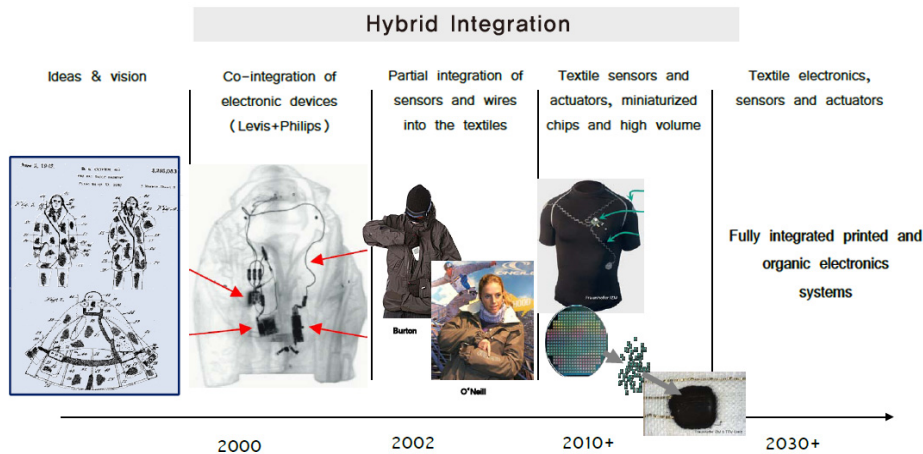 Hybrid Integration
Ideas & vision
Co-integration of
electronic devices
(Levis+Philips)
Partial integration of
sensors and wires
into the textiles
Textile sensors and
actuators, miniaturized
chips and high volume
Textile electronics,
sensors and actuators
Fully integrated printed and
organic electronics
systems
Burton
O'Neill
Fraunhofer IZM
2000
2002
2010+
2030+